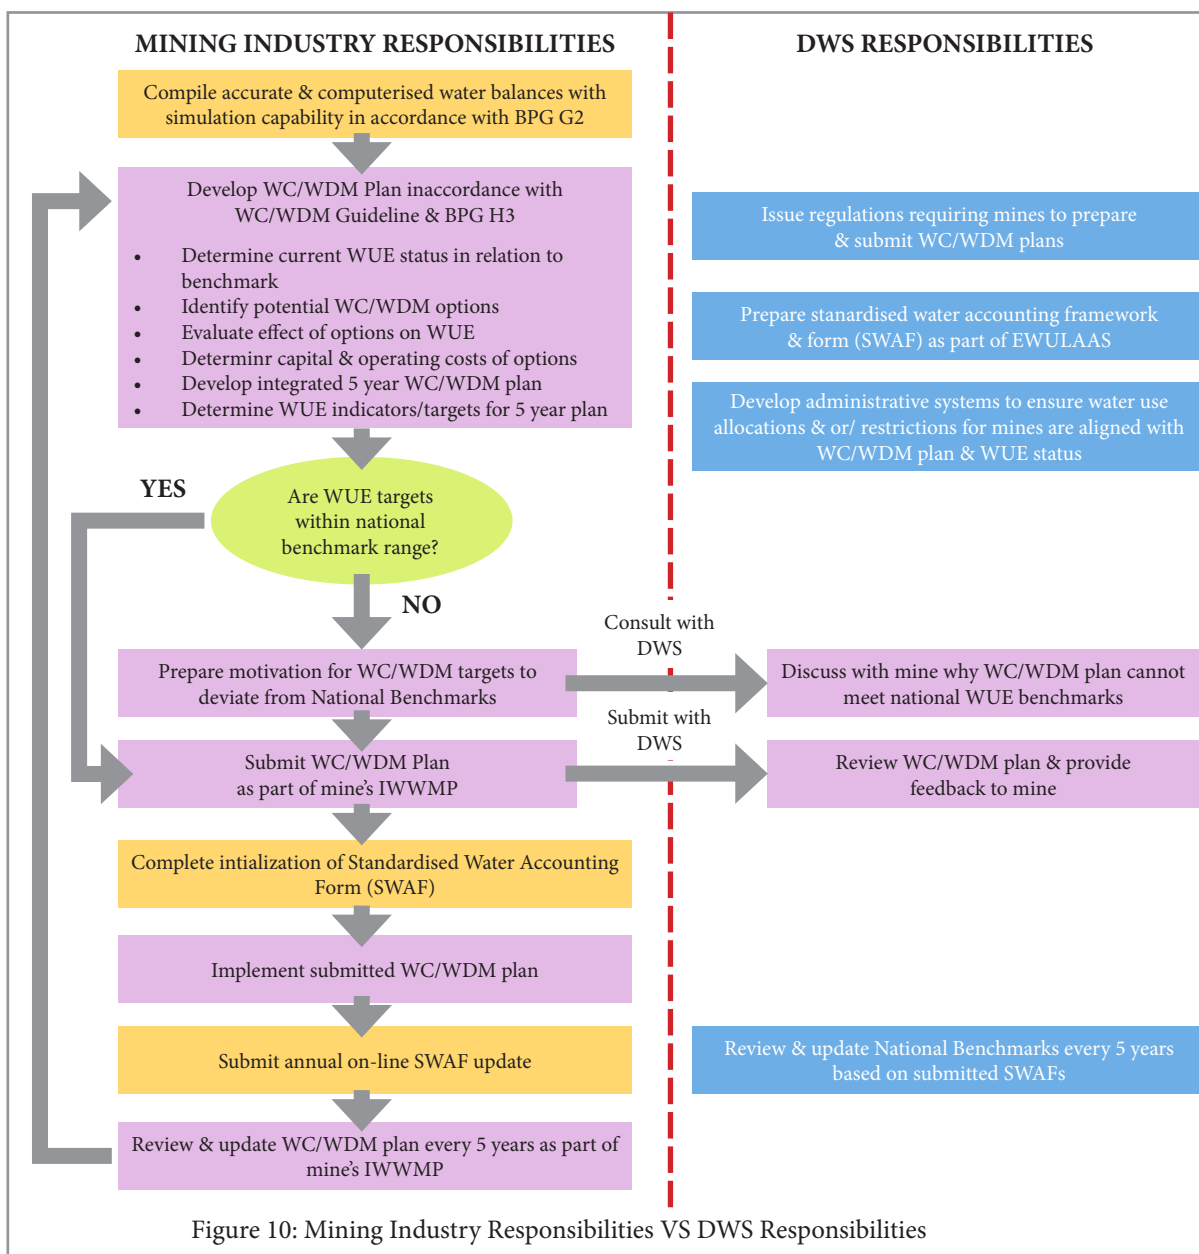 MINING INDUSTRY RESPONSIBILITIES
Compile accurate & computerised water balances with
simulation capability in accordance with BPG G2
Develop WC/WDM Plan inaccordance with
WC/WDM Guideline & BPG H3
• Determine current WUE status in relation to
benchmark
• Identify potential WC/WDM options
• Evaluate effect of options on WUE
• Determinr capital & operating costs of options
• Develop integrated 5 year WC/WDM plan
• Determine WUE indicators/targets for 5 year plan
YES
Are WUE targets
within national
benchmark range?
NO
Prepare motivation for WC/WDM targets to
deviate from National Benchmarks
Submit WC/WDM Plan
as part of mine's IWWMP
Complete intialization of Standardised Water Accounting
Form (SWAF)
Implement submitted WC/WDM plan
Submit annual on-line SWAF update
Review & update WC/WDM plan every 5 years as part of
mine's IWWMP
Consult with
DWS
Submit with
DWS
DWS RESPONSIBILITIES
Issue regulations requiring mines to prepare
& submit WC/WDM plans
Prepare stanardised water accounting framework
& form (SWAF) as part of EWULAAS
Develop administrative systems to ensure water use
allocations & or/ restrictions for mines are aligned with
WC/WDM plan & WUE status
Discuss with mine why WC/WDM plan cannot
meet national WUE benchmarks
Review WC/WDM plan & provide
feedback to mine
Review & update National Benchmarks every 5 years
based on submitted SWAFs
Figure 10: Mining Industry Responsibilities VS DWS Responsibilities